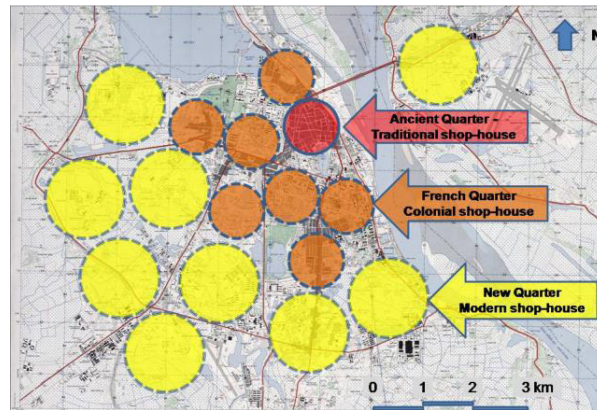 N
Ancient Quarter –
Traditional shop-house
French Quarter
Colonial shop-house
New Quarter
Modern shop-house
0 1 2 3 km